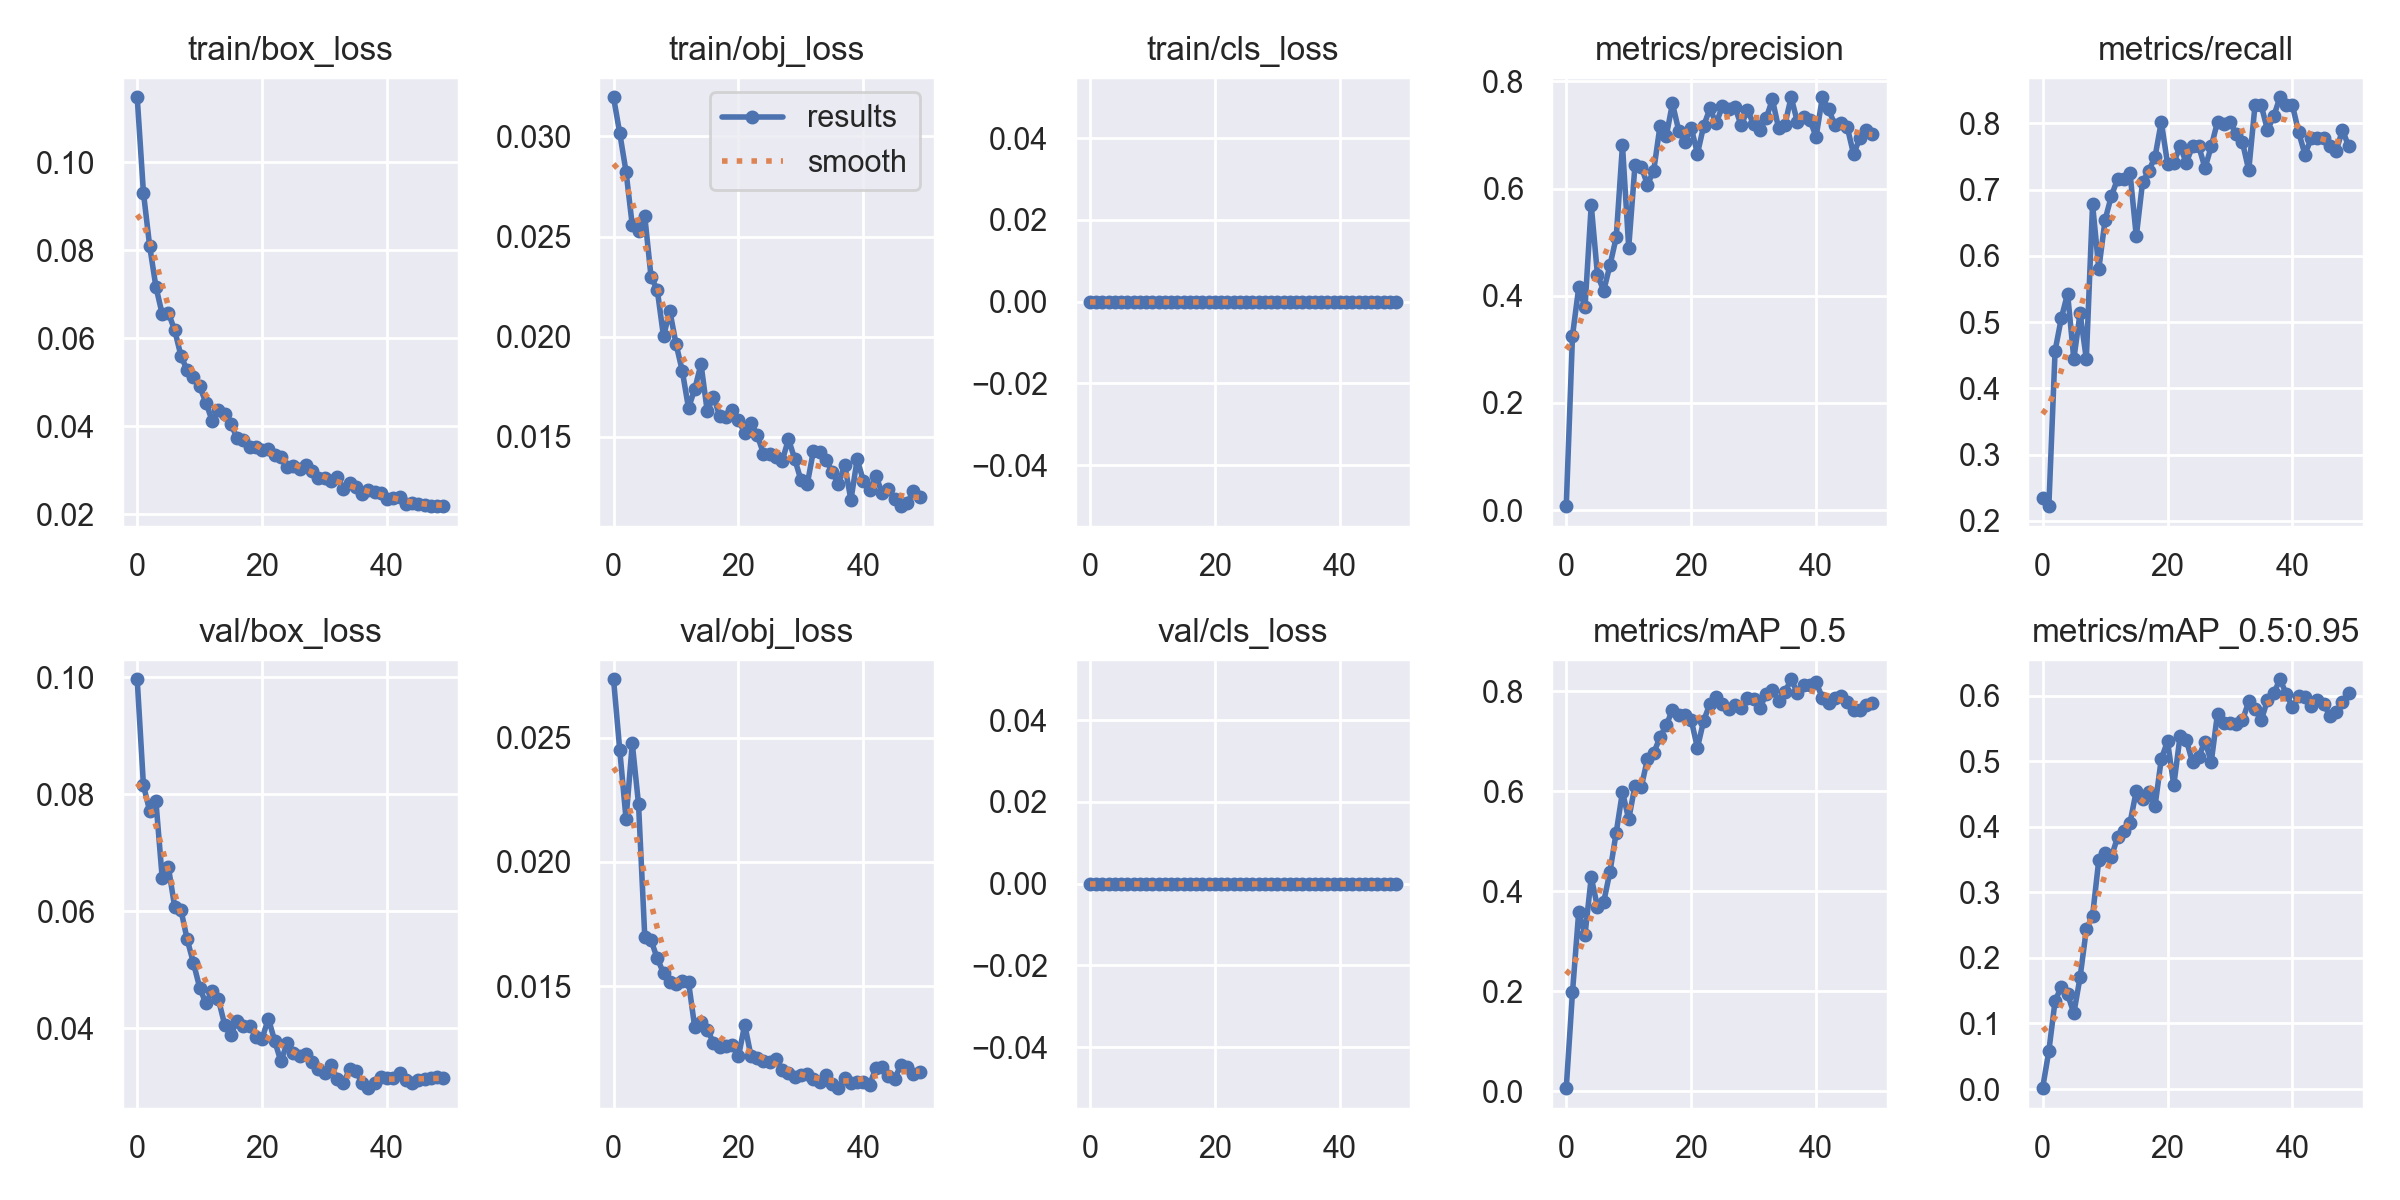 train/box_loss
0.10
0.08
0.06
0.04
0.02
0 20 40
train/obj_loss
results
smooth
0.030
0.025
0.020
0.015
0 20 40
train/cls_loss
0.04
0.02
0.00
−0.02
−0.04
0 20 40
metrics/precision
0.8
0.6
0.4
0.2
0.0
0 20 40
metrics/recall
0.8
0.7
0.6
0.5
0.4
0.3
0.2
0 20 40
val/box_loss
0.10
0.08
0.06
0.04
0 20 40
val/obj_loss
0.025
0.020
0.015
0 20 40
val/cls_loss
0.04
0.02
0.00
−0.02
−0.04
0 20 40
metrics/mAP_0.5
0.8
0.6
0.4
0.2
0.0
0 20 40
metrics/mAP_0.5:0.95
0.6
0.5
0.4
0.3
0.2
0.1
0.0
0 20 40